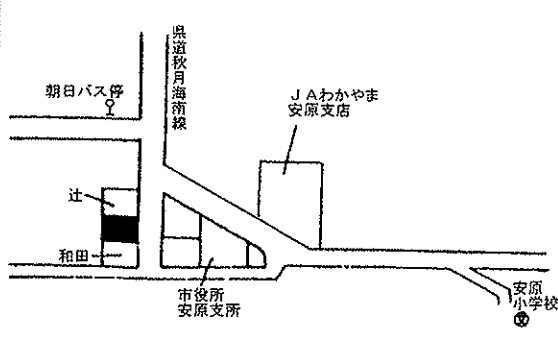 県道秋月海南線
朝日バス停
JAわかやま
安原支店
辻
和田
市役所
安原支所
安原
小学校
文